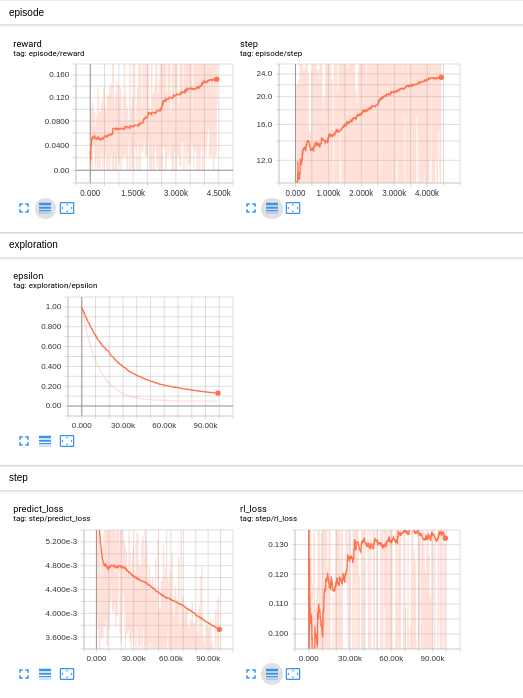 episode
reward
tag: episode/reward
0.160
0.120
0.0800
0.0400
0.00
0.000 1.500k 3.000k 4.500k
step
tag: episode/step
24.0
20.0
16.0
12.0
0.000 1.000k 2.000k 3.000k 4.000k
exploration
epsilon
tag: exploration/epsilon
1.00
0.800
0.600
0.400
0.200
0.00
0.000 30.00k 60.00k 90.00k
step
predict_loss
tag: step/predict_loss
5.200e-3
4.800e-3
4.400e-3
4.000e-3
3.600e-3
0.000 30.00k 60.00k 90.00k
rl_loss
tag: step/rl_loss
0.130
0.120
0.110
0.100
0.000 30.00k 60.00k 90.00k